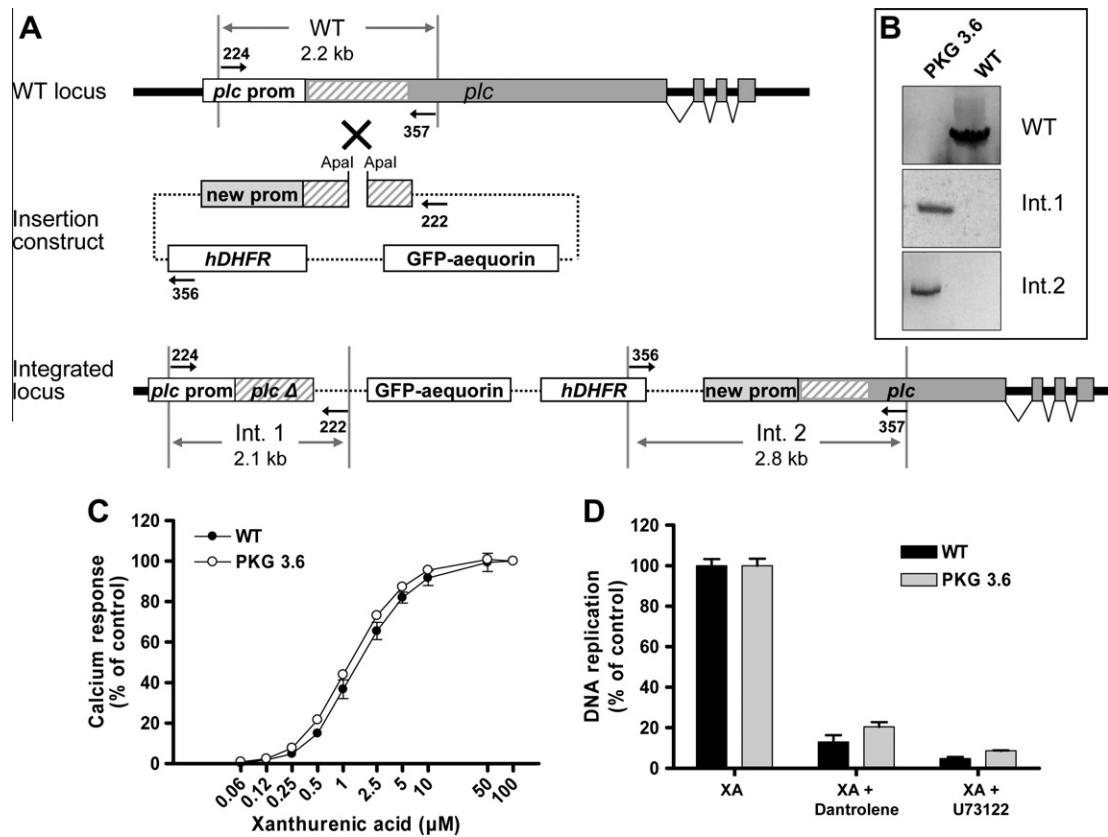 A
WT
2.2 kb
224
WT locus
plc prom
plc
357
ApaI ApaI
new prom
222
Insertion
construct
hDHFR
GFP-aequorin
356
Integrated
locus
224
356
plc prom
plc Δ
GFP-aequorin
hDHFR
new prom
plc
222
357
Int. 1
2.1 kb
Int. 2
2.8 kb
B
PKG 3.6
WT
WT
Int.1
Int.2
C
WT
PKG 3.6
Calcium response
(% of control)
120
100
80
60
40
20
0
0.06 0.12 0.25 0.5 1 2.5 5 10 50 100
Xanthurenic acid (µM)
D
WT
PKG 3.6
DNA replication
(% of control)
120
100
80
60
40
20
0
XA
XA +
Dantrolene
XA +
U73122